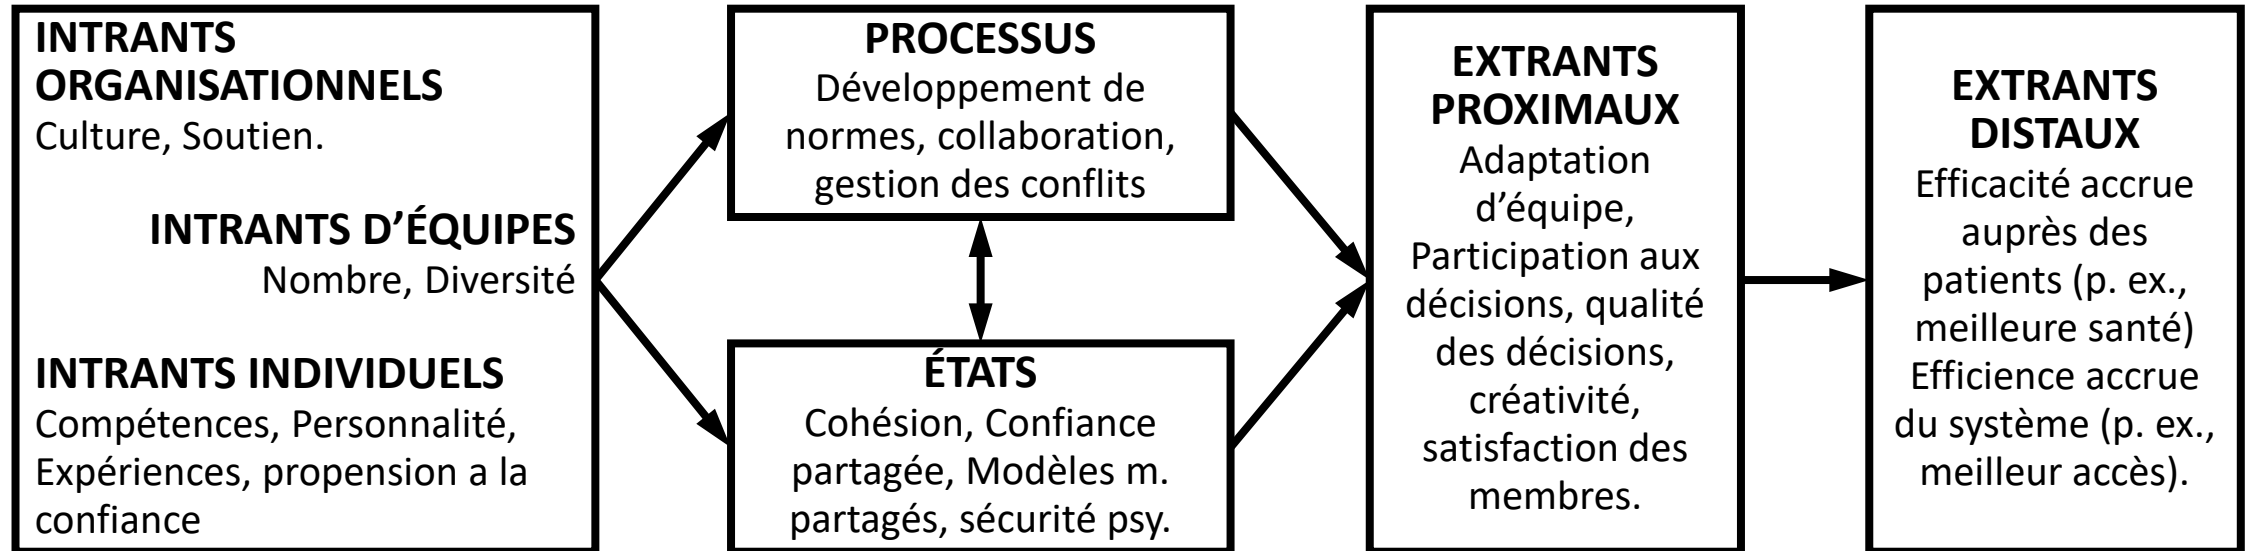 INTRANTS
ORGANISATIONNELS
Culture, Soutien.
INTRANTS D’ÉQUIPES
Nombre, Diversité
INTRANTS INDIVIDUELS
Compétences, Personnalité,
Expériences, propension a la
confiance
PROCESSUS
Développement de
normes, collaboration,
gestion des conflits
ÉTATS
Cohésion, Confiance
partagée, Modèles m.
partagés, sécurité psy.
EXTRANTS
PROXIMAUX
Adaptation
d’équipe,
Participation aux
décisions, qualité
des décisions,
créativité,
satisfaction des
membres.
EXTRANTS
DISTAUX
Efficacité accrue
auprès des
patients (p. ex.,
meilleure santé)
Efficience accrue
du système (p. ex.,
meilleur accès).